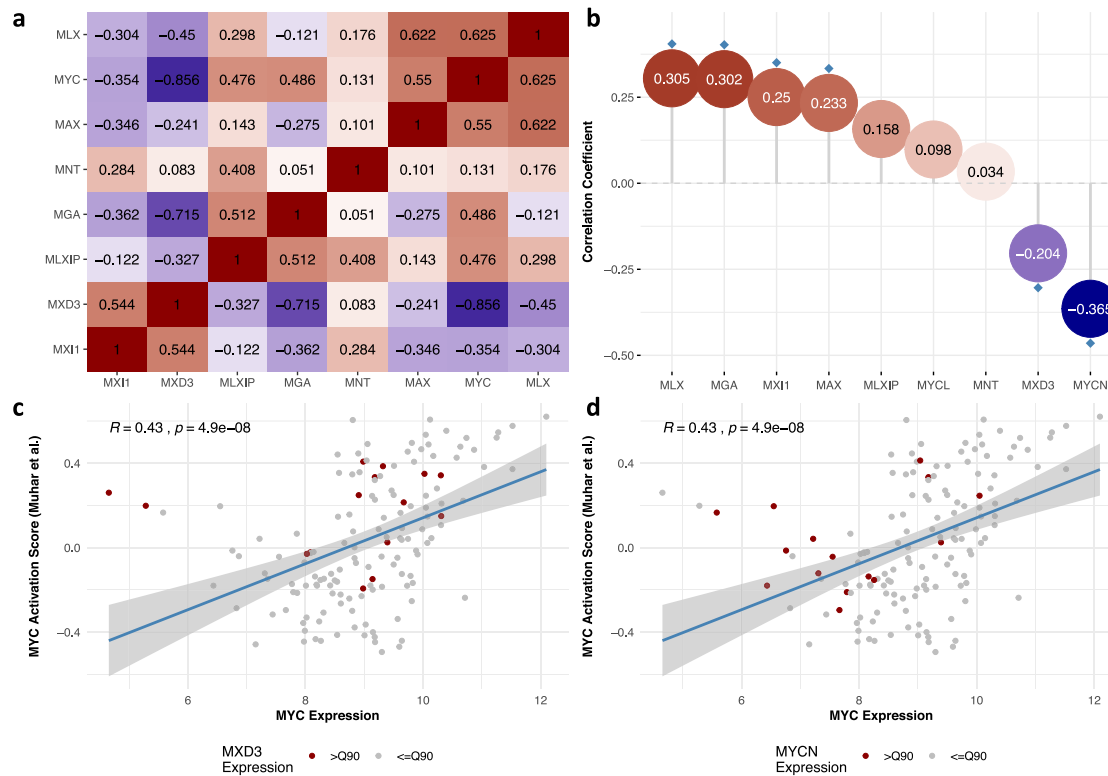 a
MLX −0.304 −0.45 0.298 −0.121 0.176 0.622 0.625 1
MYC −0.354 −0.856 0.476 0.486 0.131 0.55 1 0.625
MAX −0.346 −0.241 0.143 −0.275 0.101 1 0.55 0.622
MNT 0.284 0.083 0.408 0.051 1 0.101 0.131 0.176
MGA −0.362 −0.715 0.512 1 0.051 −0.275 0.486 −0.121
MLXIP −0.122 −0.327 1 0.512 0.408 0.143 0.476 0.298
MXD3 0.544 1 −0.327 −0.715 0.083 −0.241 −0.856 −0.45
MXI1 1 0.544 −0.122 −0.362 0.284 −0.346 −0.354 −0.304
MXI1 MXD3 MLXIP MGA MNT MAX MYC MLX
b
Correlation Coefficient
0.25
0.00
−0.25
−0.50
0.305 0.302 0.25 0.233 0.158 0.098 0.034 −0.204 −0.365
MLX MGA MXI1 MAX MLXIP MYCL MNT MXD3 MYCN
c
R = 0.43 , p = 4.9e−08
MYC Activation Score (Muhar et al.)
0.4
0.0
−0.4
6 8 10 12
MYC Expression
MXD3
Expression
>Q90 <=Q90
d
R = 0.43 , p = 4.9e−08
MYC Activation Score (Muhar et al.)
0.4
0.0
−0.4
6 8 10 12
MYC Expression
MYCN
Expression
>Q90 <=Q90